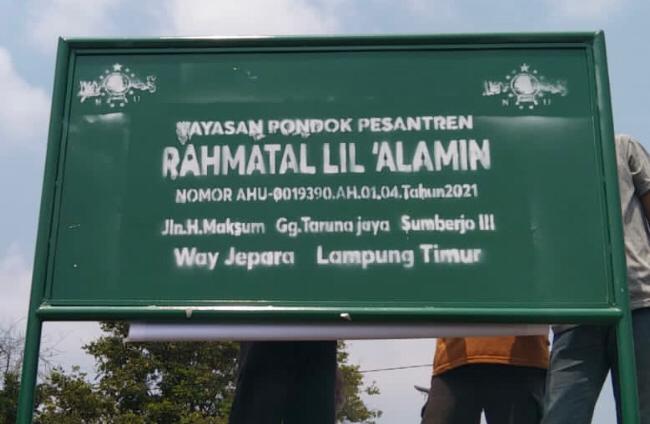 N U
N U
YAYASAN PONDOK PESANTREN
RAHMATAL LIL 'ALAMIN
NOMOR AHU-0019390.AH.01.04.Tahun2021
Jln.H.Maksum Gg.Taruna jaya Sumberjo III
Way Jepara Lampung Timur